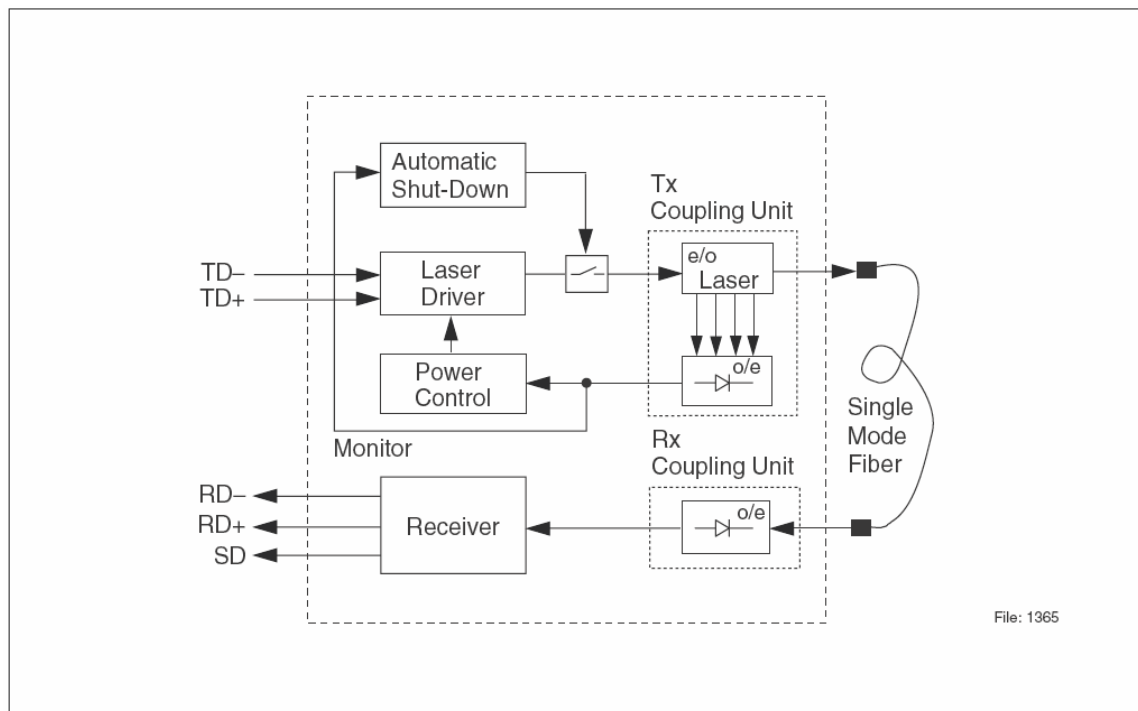 Automatic
Shut-Down
Tx
Coupling Unit
e/o
Laser
TD–
TD+
Laser
Driver
o/e
Power
Control
Single
Mode
Fiber
Monitor
Rx
Coupling Unit
RD–
RD+
SD
Receiver
o/e
File: 1365